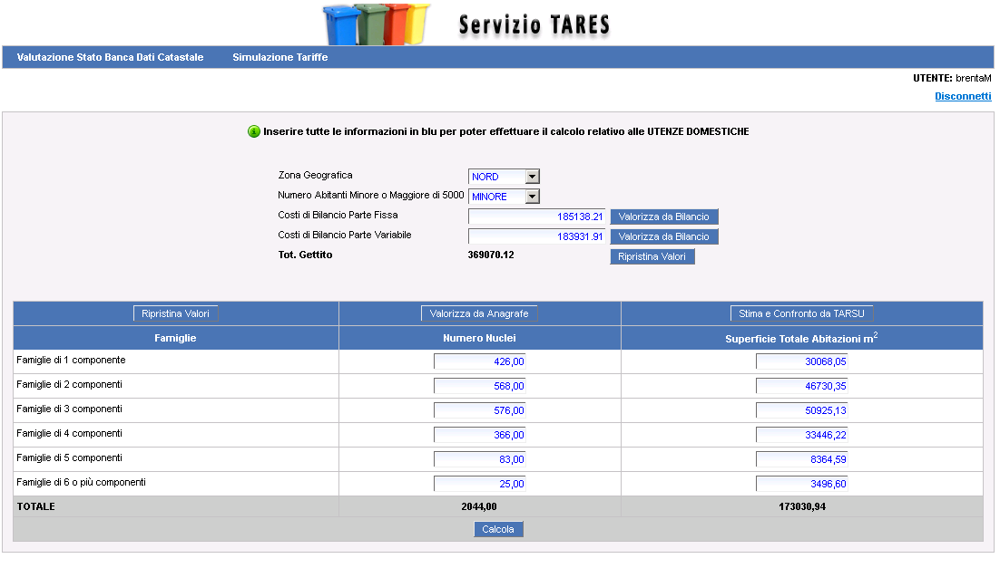 Servizio TARES
Valutazione Stato Banca Dati Catastale Simulazione Tariffe
UTENTE: brentaM
Disconnetti
Inserire tutte le informazioni in blu per poter effettuare il calcolo relativo alle UTENZE DOMESTICHE
Zona Geografica NORD
Numero Abitanti Minore o Maggiore di 5000 MINORE
Costi di Bilancio Parte Fissa 185138.21 Valorizza da Bilancio
Costi di Bilancio Parte Variabile 183931.91 Valorizza da Bilancio
Tot. Gettito 369070.12 Ripristina Valori
Ripristina Valori Valorizza da Anagrafe Stima e Confronto da TARSU
Famiglie Numero Nuclei Superficie Totale Abitazioni m²
Famiglie di 1 componente 426,00 30068,05
Famiglie di 2 componenti 568,00 46730,35
Famiglie di 3 componenti 576,00 50925,13
Famiglie di 4 componenti 366,00 33446,22
Famiglie di 5 componenti 83,00 8364,59
Famiglie di 6 o più componenti 25,00 3496,60
TOTALE 2044,00 173030,94
Calcola